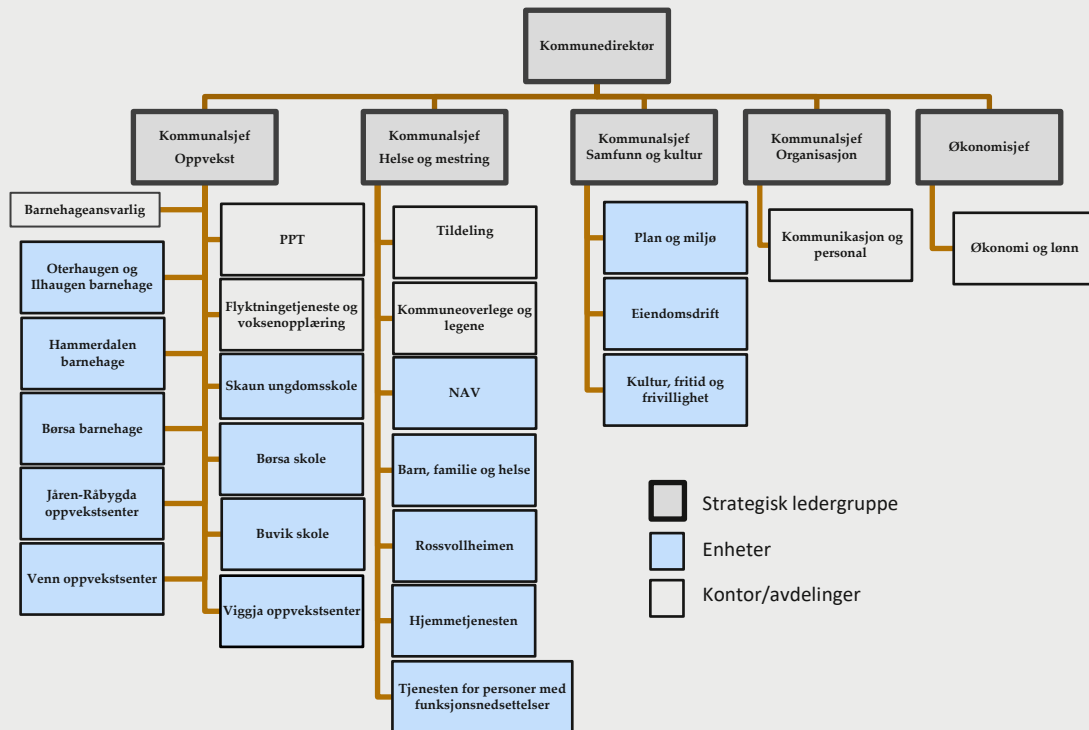 Kommunedirektør
Kommunalsjef
Oppvekst
Kommunalsjef
Helse og mestring
Kommunalsjef
Samfunn og kultur
Kommunalsjef
Organisasjon
Økonomisjef
Barnehageansvarlig
Oterhaugen og
Ilhaugen barnehage
Hammerdalen
barnehage
Børsa barnehage
Jåren-Råbygda
oppvekstsenter
Venn oppvekstsenter
PPT
Flyktningetjeneste og
voksenopplæring
Skaun ungdomsskole
Børsa skole
Buvik skole
Viggja oppvekstsenter
Tildeling
Kommuneoverlege og
legene
NAV
Barn, familie og helse
Rossvollheimen
Hjemmetjenesten
Tjenesten for personer med
funksjonsnedsettelser
Plan og miljø
Eiendomsdrift
Kultur, fritid og
frivillighet
Kommunikasjon og
personal
Økonomi og lønn
Strategisk ledergruppe
Enheter
Kontor/avdelinger